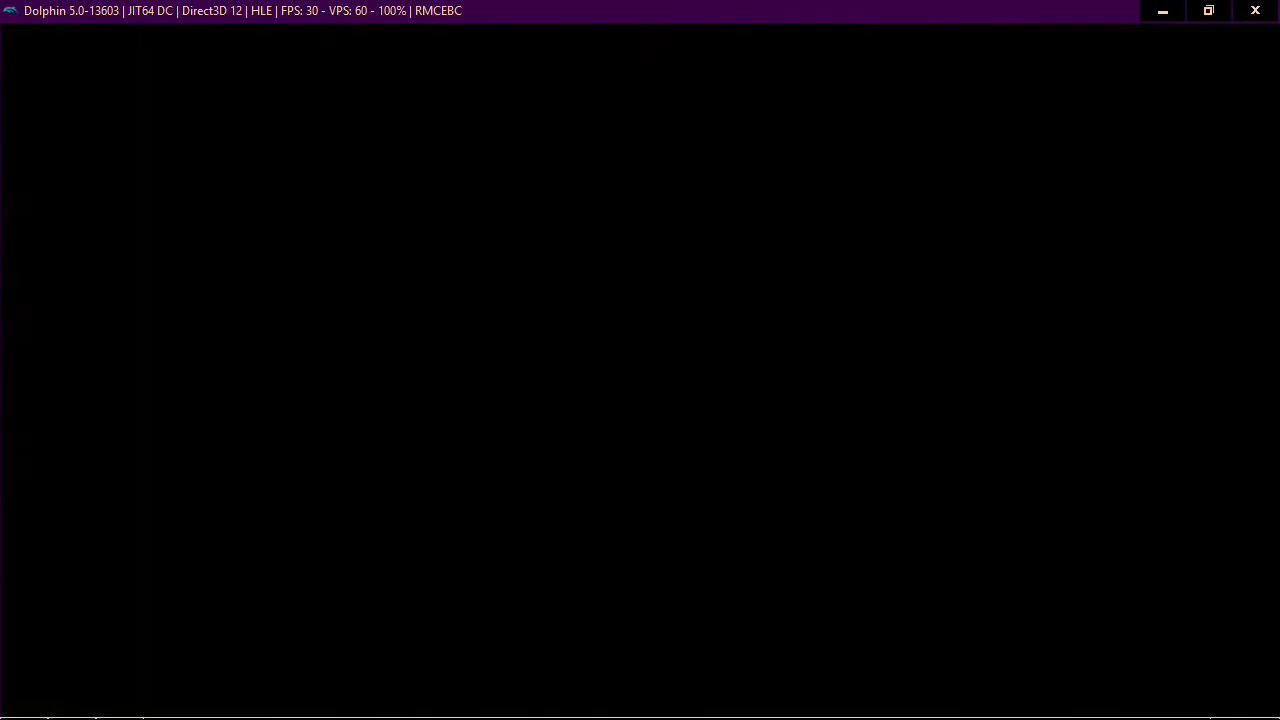 Dolphin 5.0-13603 | JIT64 DC | Direct3D 12 | HLE | FPS: 30 - VPS: 60 - 100% | RMCEBC